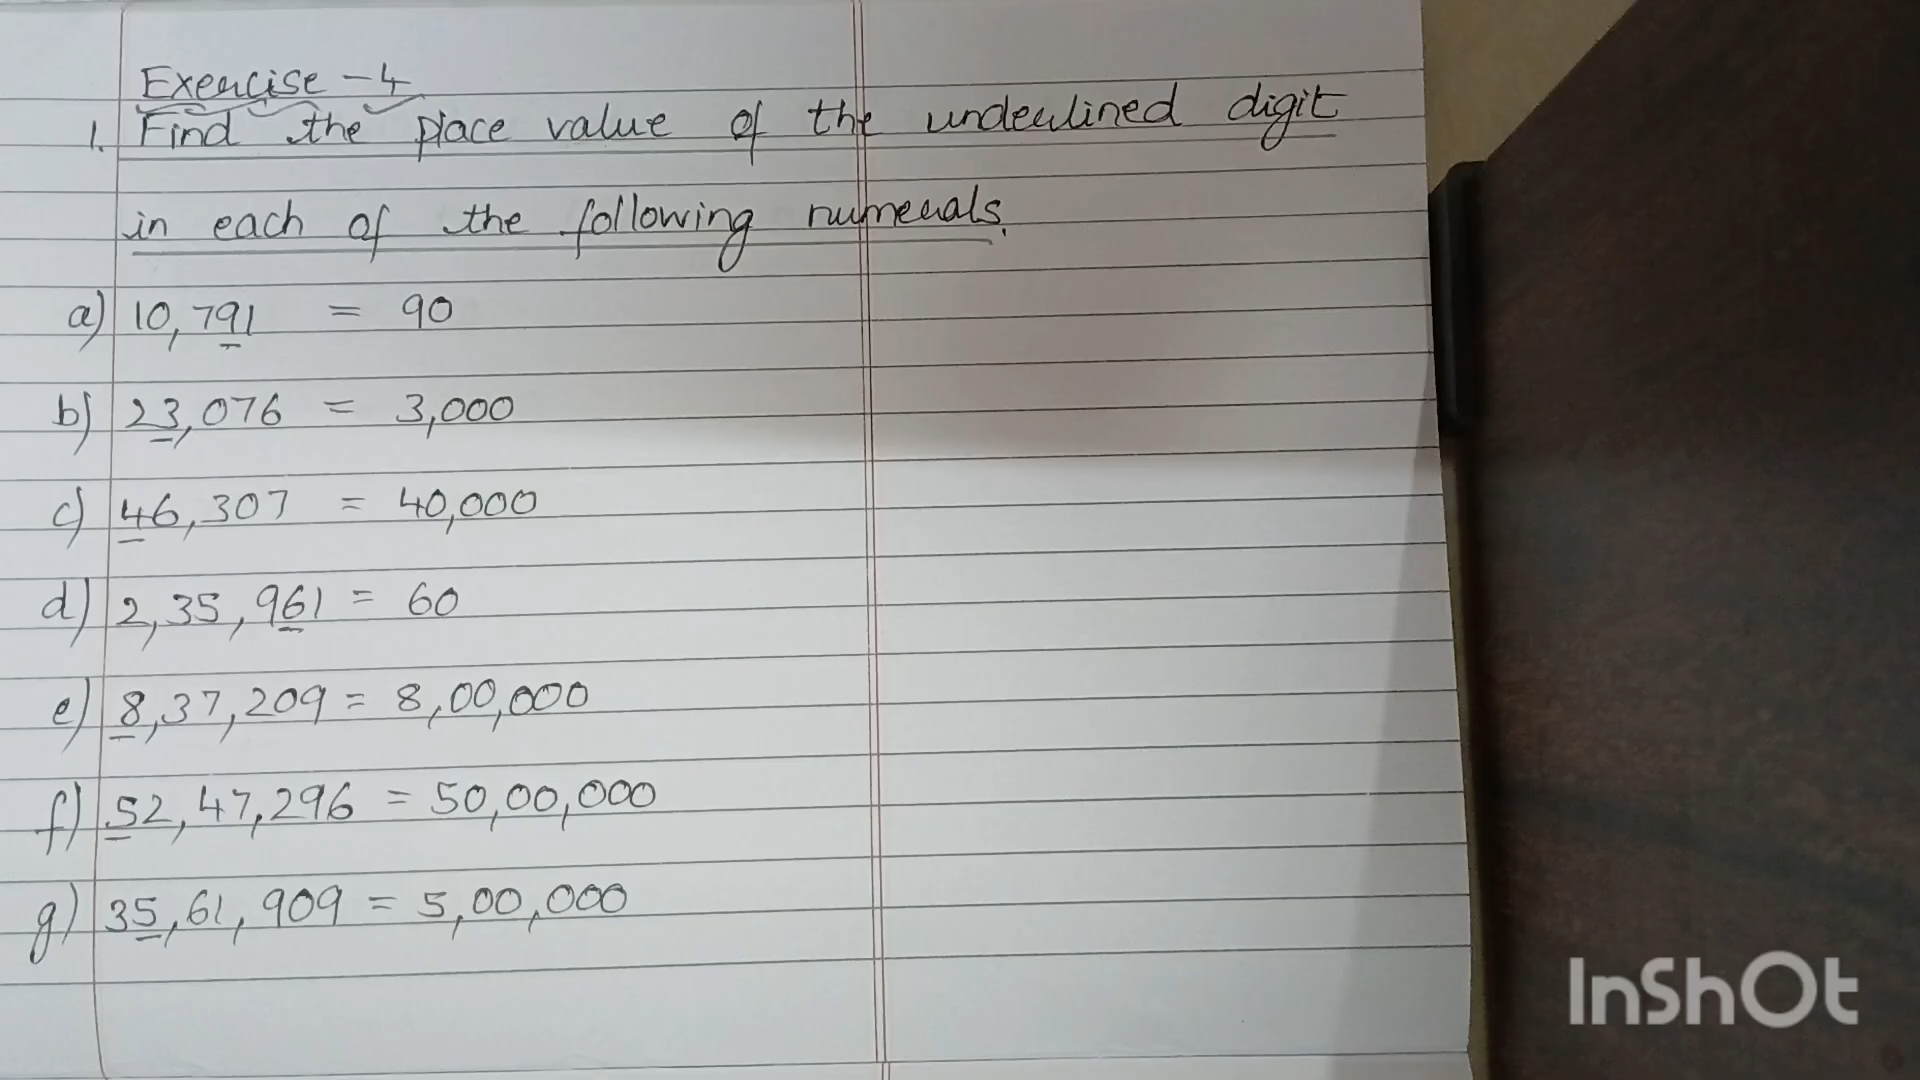 Exercise - 4
1. Find the place value of the underlined digit
in each of the following numerals.
a) 10,791 = 90
b) 23,076 = 3,000
c) 46,307 = 40,000
d) 2,35,961 = 60
e) 8,37,209 = 8,00,000
f) 52,47,296 = 50,00,000
g) 35,61,909 = 5,00,000
InShOt